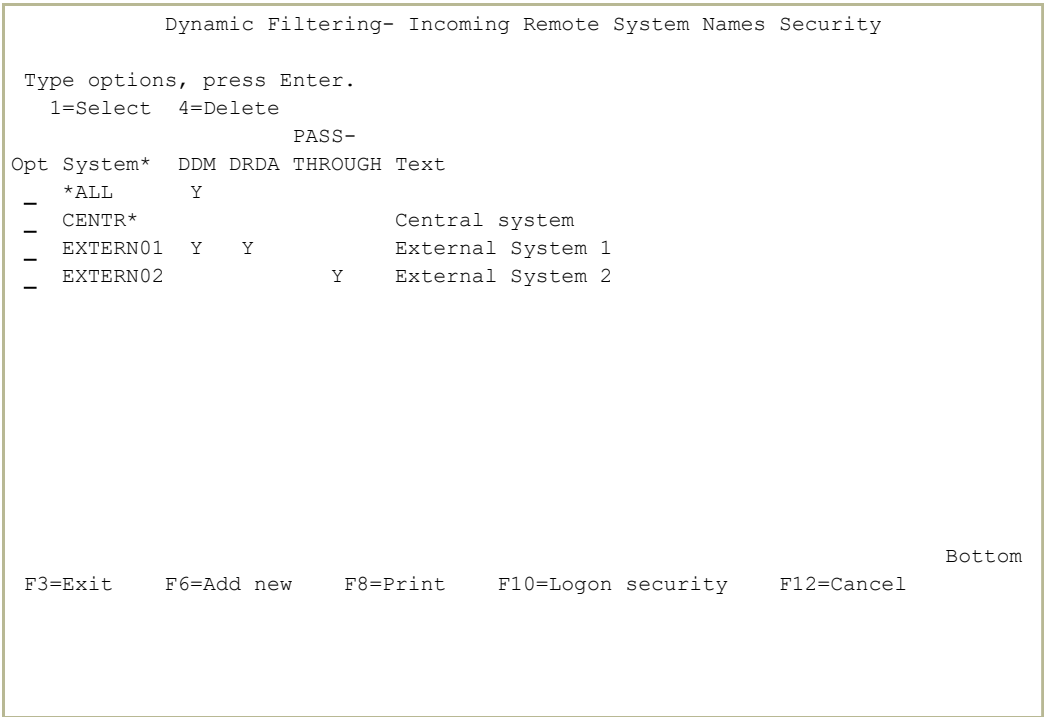 Dynamic Filtering- Incoming Remote System Names Security
Type options, press Enter.
1=Select 4=Delete
PASS-
Opt System* DDM DRDA THROUGH Text
_ *ALL Y
_ CENTR* Central system
_ EXTERN01 Y Y External System 1
_ EXTERN02 Y External System 2
Bottom
F3=Exit F6=Add new F8=Print F10=Logon security F12=Cancel